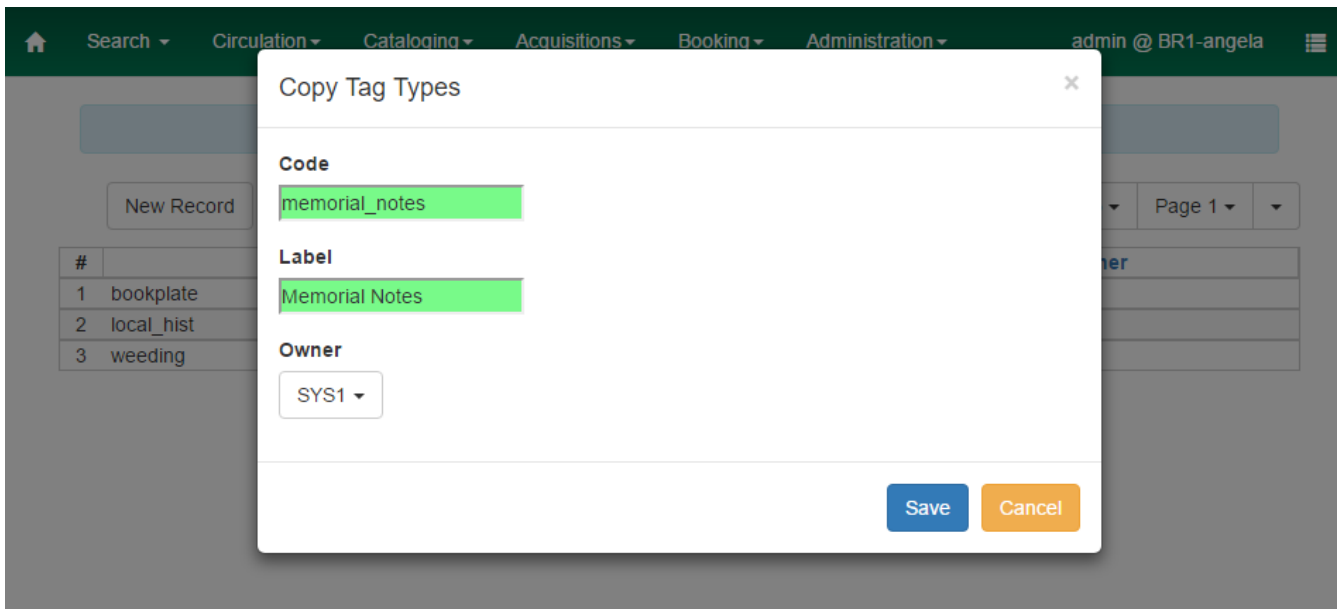 Search Circulation Cataloging Acquisitions Booking Administration admin @ BR1-angela
Copy Tag Types ×
Code
memorial_notes
New Record Page 1
Label
# ner
Memorial Notes
1 bookplate
2 local_hist
3 weeding
Owner
SYS1
Save Cancel